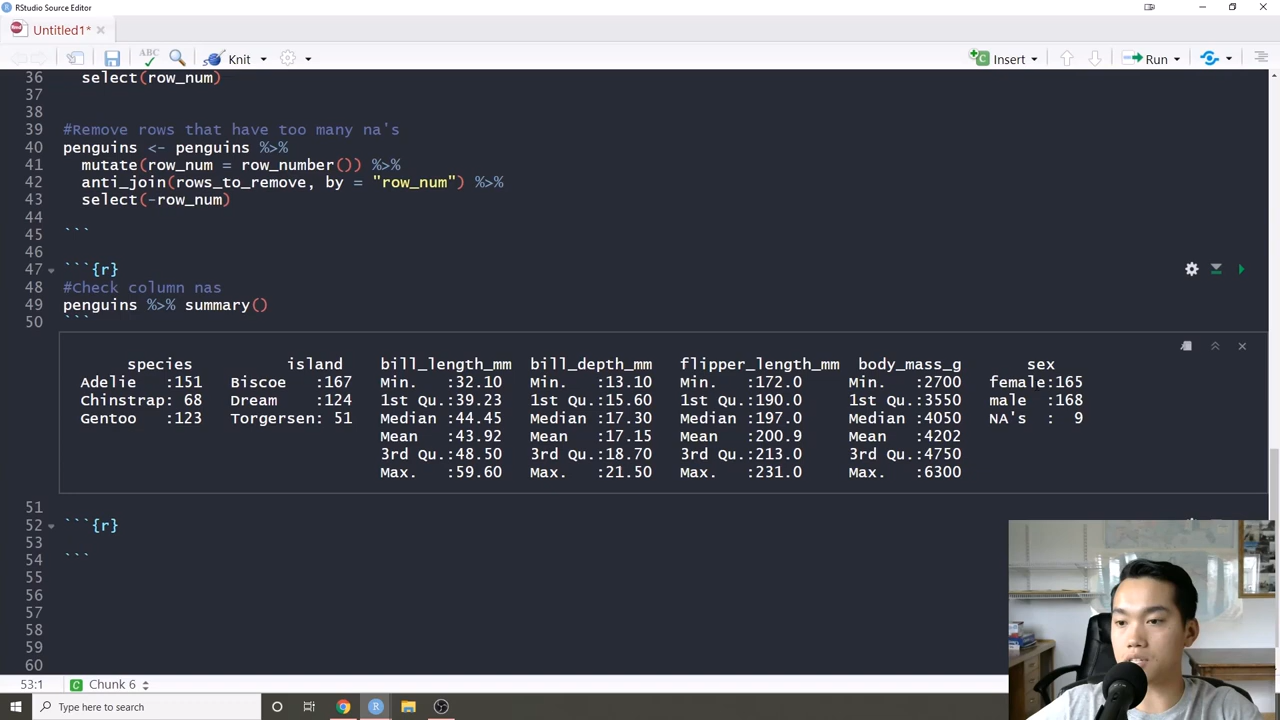 RStudio Source Editor
Untitled1*
ABC
Knit
Insert
Run
36 select(row_num)
37
38
39 #Remove rows that have too many na's
40 penguins <- penguins %>%
41 mutate(row_num = row_number()) %>%
42 anti_join(rows_to_remove, by = "row_num") %>%
43 select(-row_num)
44
45 ```
46
47 ```{r}
48 #Check column nas
49 penguins %>% summary()
50 ```
species island bill_length_mm bill_depth_mm flipper_length_mm body_mass_g sex
Adelie :151 Biscoe :167 Min. :32.10 Min. :13.10 Min. :172.0 Min. :2700 female:165
Chinstrap: 68 Dream :124 1st Qu.:39.23 1st Qu.:15.60 1st Qu.:190.0 1st Qu.:3550 male :168
Gentoo :123 Torgersen: 51 Median :44.45 Median :17.30 Median :197.0 Median :4050 NA's : 9
Mean :43.92 Mean :17.15 Mean :200.9 Mean :4202
3rd Qu.:48.50 3rd Qu.:18.70 3rd Qu.:213.0 3rd Qu.:4750
Max. :59.60 Max. :21.50 Max. :231.0 Max. :6300
51
52 ```{r}
53
54 ```
55
56
57
58
59
60
53:1 C Chunk 6
Type here to search